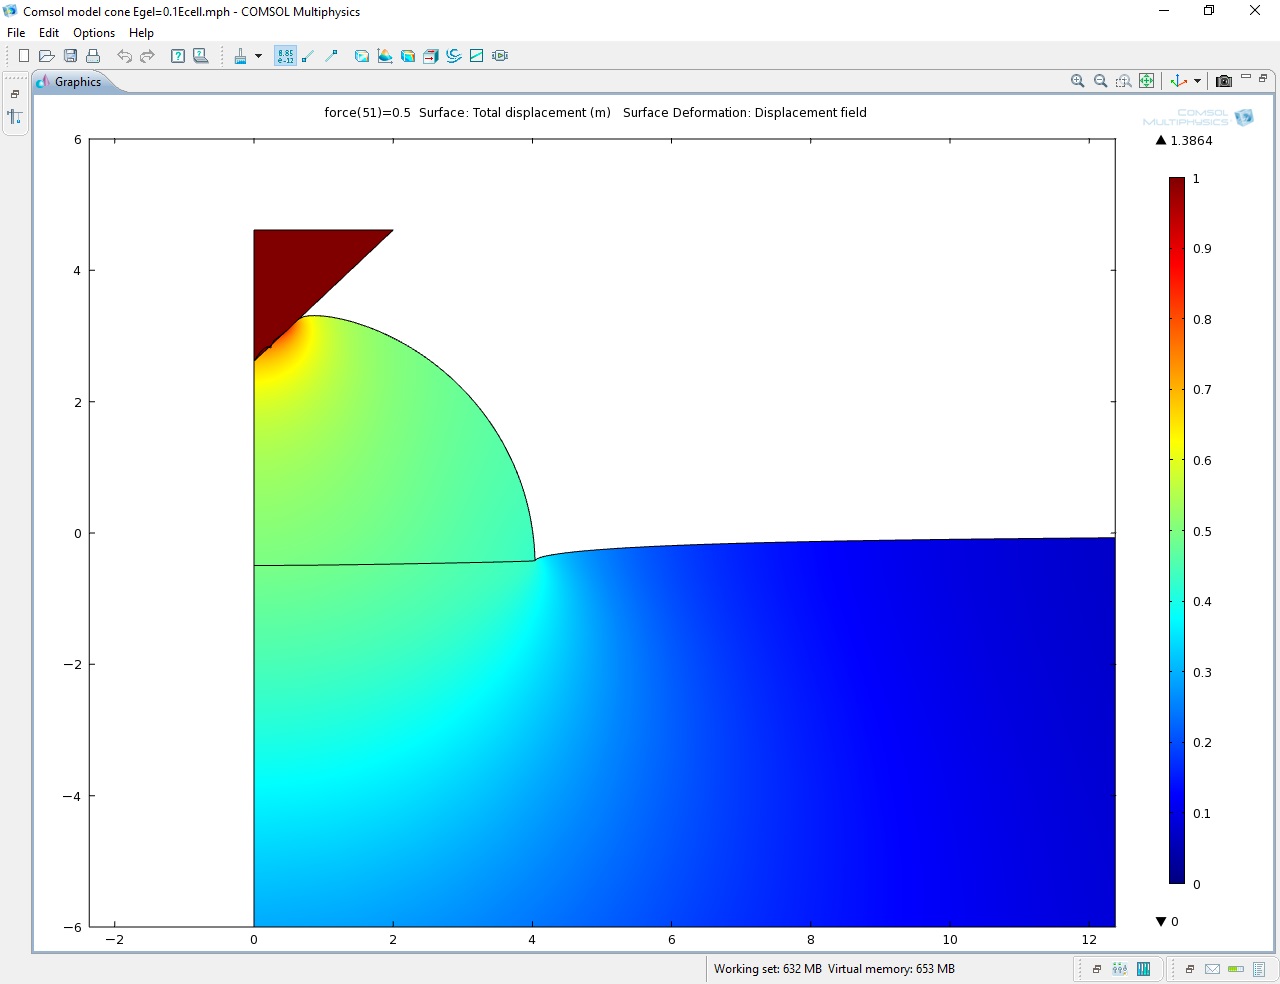 Comsol model cone Egel=0.1Ecell.mph - COMSOL Multiphysics
File Edit Options Help
8.85
e-12
Graphics
force(51)=0.5 Surface: Total displacement (m) Surface Deformation: Displacement field
COMSOL
MULTIPHYSICS
▲ 1.3864
6
4
2
0
−2
−4
−6
−2 0 2 4 6 8 10 12
1
0.9
0.8
0.7
0.6
0.5
0.4
0.3
0.2
0.1
0
▼ 0
Working set: 632 MB Virtual memory: 653 MB